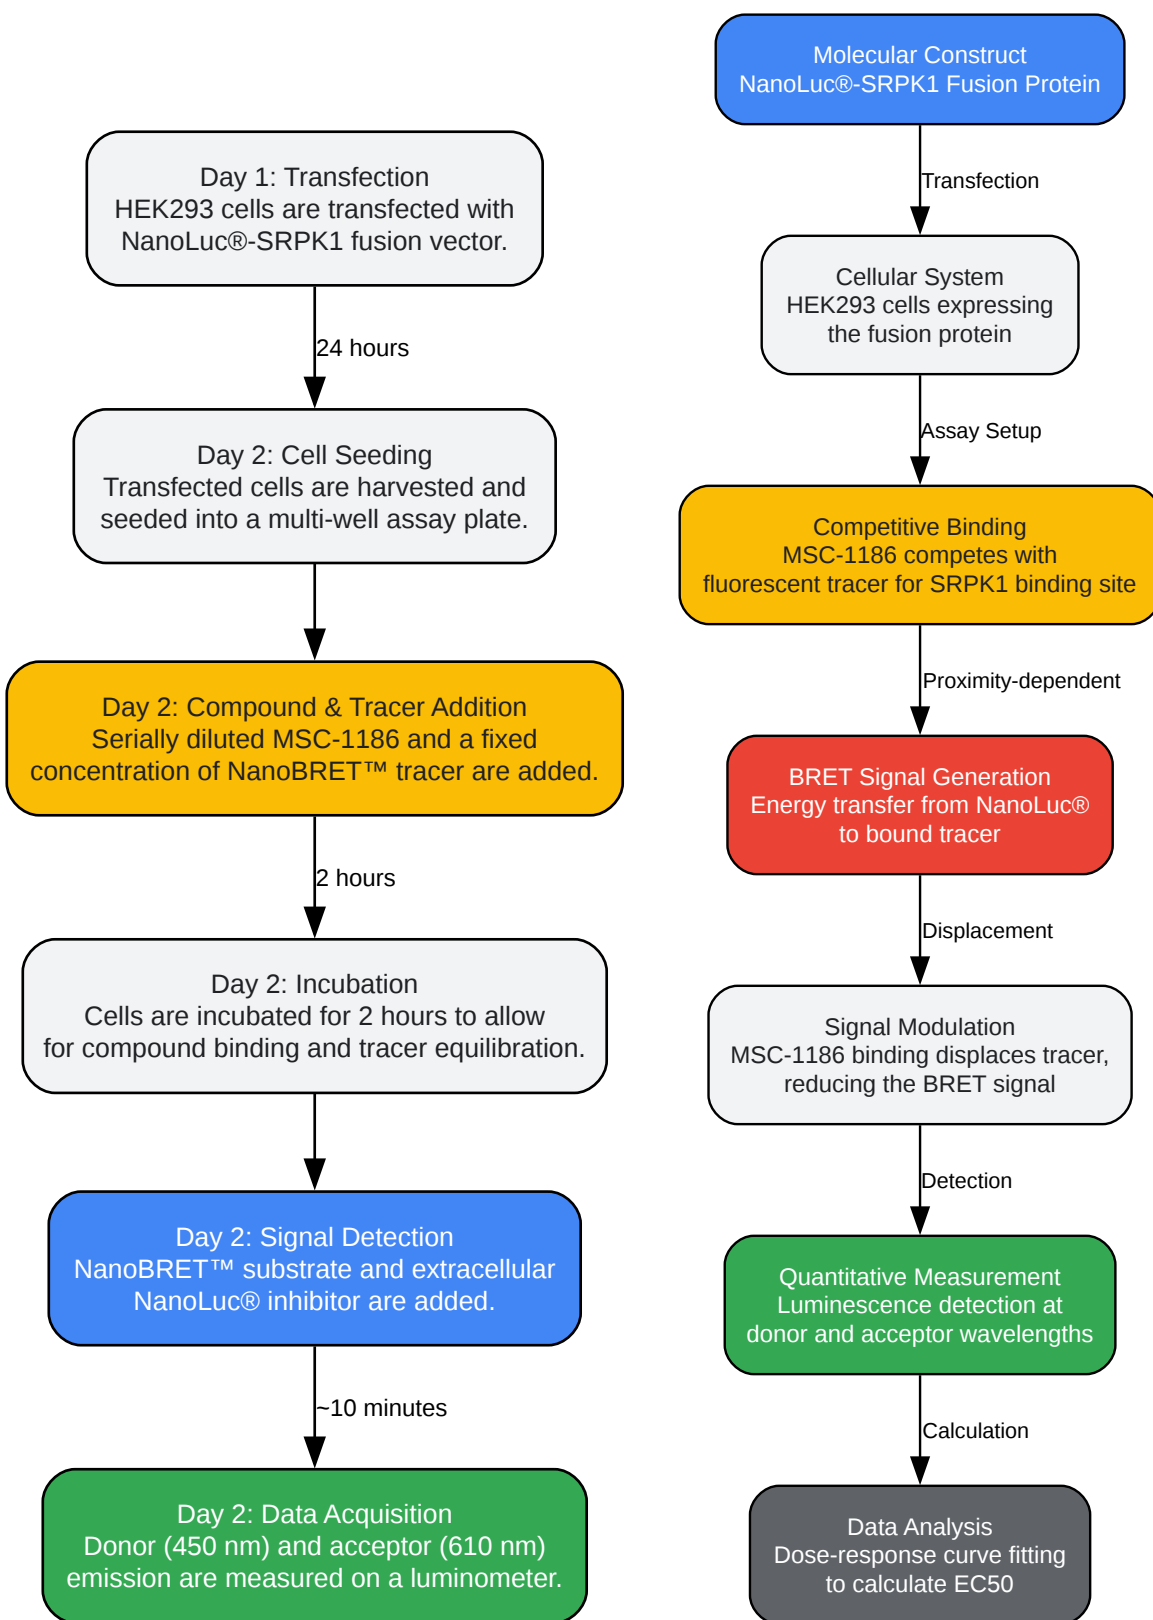 Day 1: Transfection
HEK293 cells are transfected with
NanoLuc®-SRPK1 fusion vector.
24 hours
Day 2: Cell Seeding
Transfected cells are harvested and
seeded into a multi-well assay plate.
Day 2: Compound & Tracer Addition
Serially diluted MSC-1186 and a fixed
concentration of NanoBRET™ tracer are added.
2 hours
Day 2: Incubation
Cells are incubated for 2 hours to allow
for compound binding and tracer equilibration.
Day 2: Signal Detection
NanoBRET™ substrate and extracellular
NanoLuc® inhibitor are added.
~10 minutes
Day 2: Data Acquisition
Donor (450 nm) and acceptor (610 nm)
emission are measured on a luminometer.
Molecular Construct
NanoLuc®-SRPK1 Fusion Protein
Transfection
Cellular System
HEK293 cells expressing
the fusion protein
Assay Setup
Competitive Binding
MSC-1186 competes with
fluorescent tracer for SRPK1 binding site
Proximity-dependent
BRET Signal Generation
Energy transfer from NanoLuc®
to bound tracer
Displacement
Signal Modulation
MSC-1186 binding displaces tracer,
reducing the BRET signal
Detection
Quantitative Measurement
Luminescence detection at
donor and acceptor wavelengths
Calculation
Data Analysis
Dose-response curve fitting
to calculate EC50